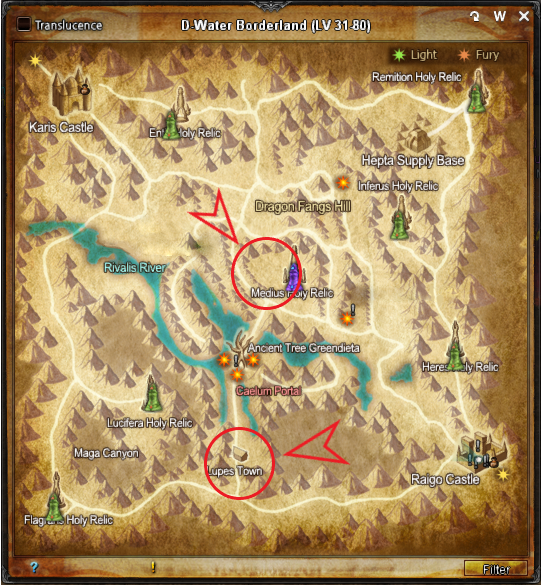 Translucence
D-Water Borderland (LV 31-80)
W
Light
Fury
Remition Holy Relic
Karis Castle
Holy Relic
Hepta Supply Base
Inferus Holy Relic
Dragon Fangs Hill
Rivalis River
Medius Holy Relic
Ancient Tree Greendieta
Holy Relic
Caelum Portal
Lucifera Holy Relic
Maga Canyon
Lupes Town
Raigo Castle
Holy Relic
?
!
Filter